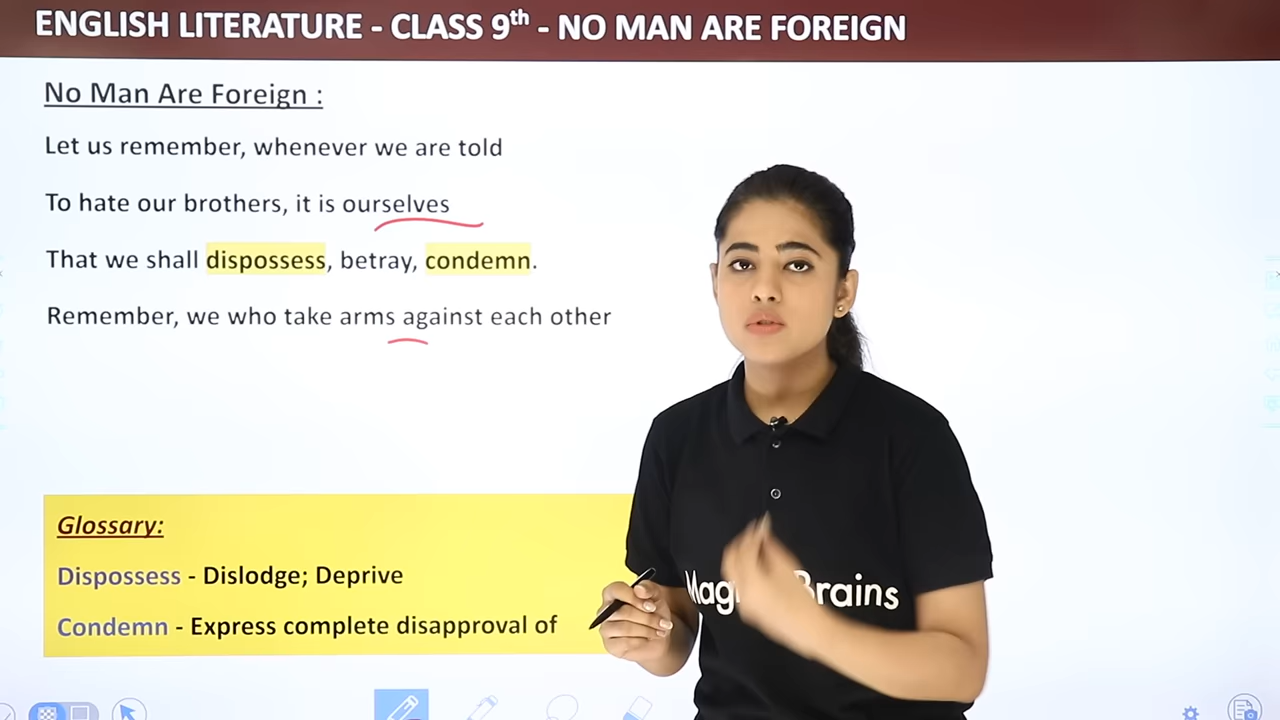 ENGLISH LITERATURE - CLASS 9th - NO MAN ARE FOREIGN
No Man Are Foreign :
Let us remember, whenever we are told
To hate our brothers, it is ourselves
That we shall dispossess, betray, condemn.
Remember, we who take arms against each other
Glossary:
Dispossess - Dislodge; Deprive
Condemn - Express complete disapproval of
Brains